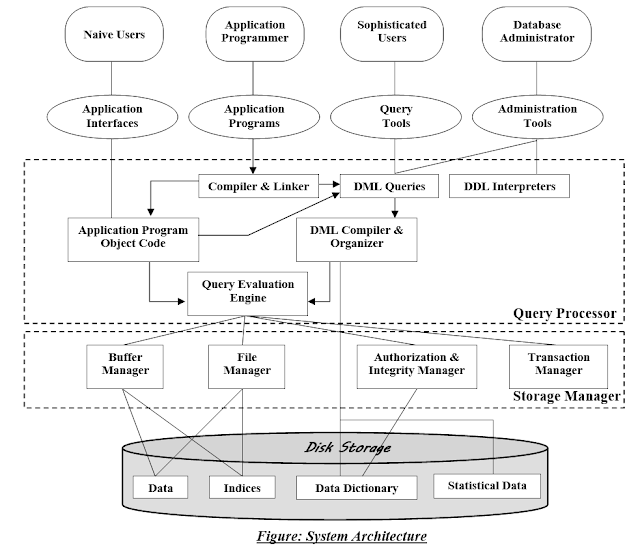 Naive Users
Application
Programmer
Sophisticated
Users
Database
Administrator
Application
Interfaces
Application
Programs
Query
Tools
Administration
Tools
Compiler & Linker
DML Queries
DDL Interpreters
Application Program
Object Code
DML Compiler &
Organizer
Query Evaluation
Engine
Query Processor
Buffer
Manager
File
Manager
Authorization &
Integrity Manager
Transaction
Manager
Storage Manager
Disk Storage
Data
Indices
Data Dictionary
Statistical Data
Figure: System Architecture